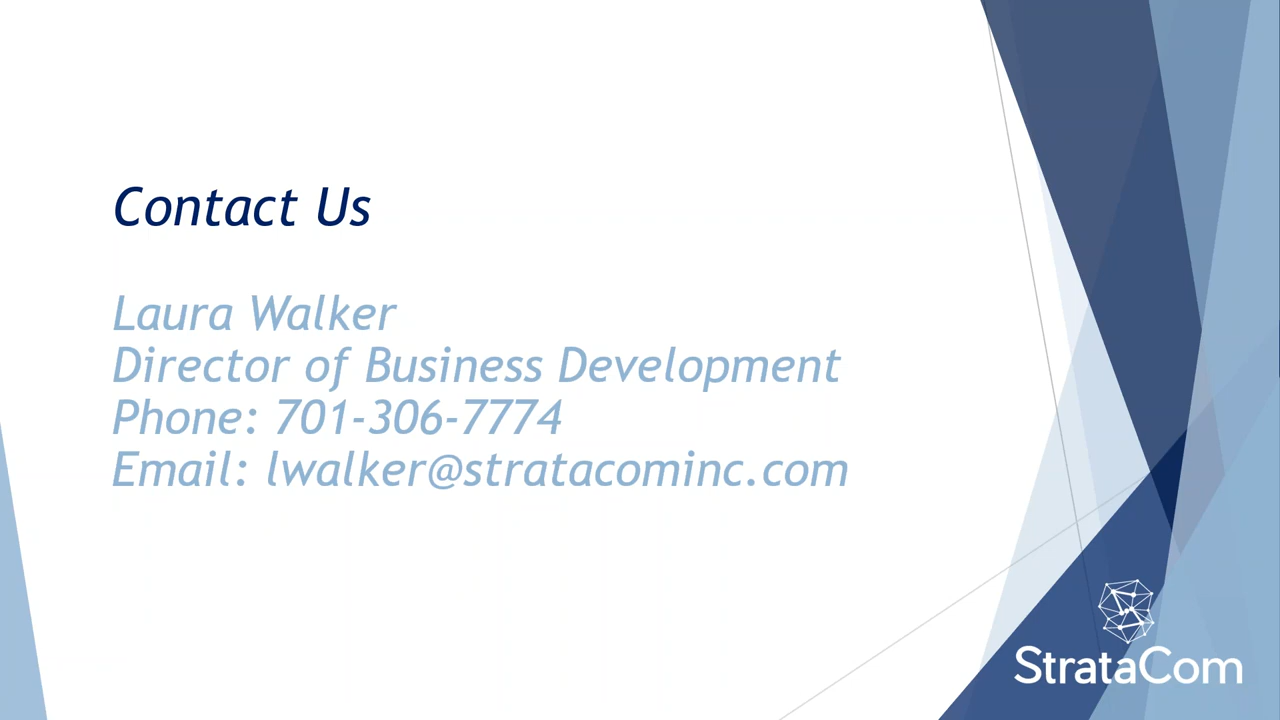 Contact Us
Laura Walker
Director of Business Development
Phone: 701-306-7774
Email: lwalker@stratacominc.com
StrataCom